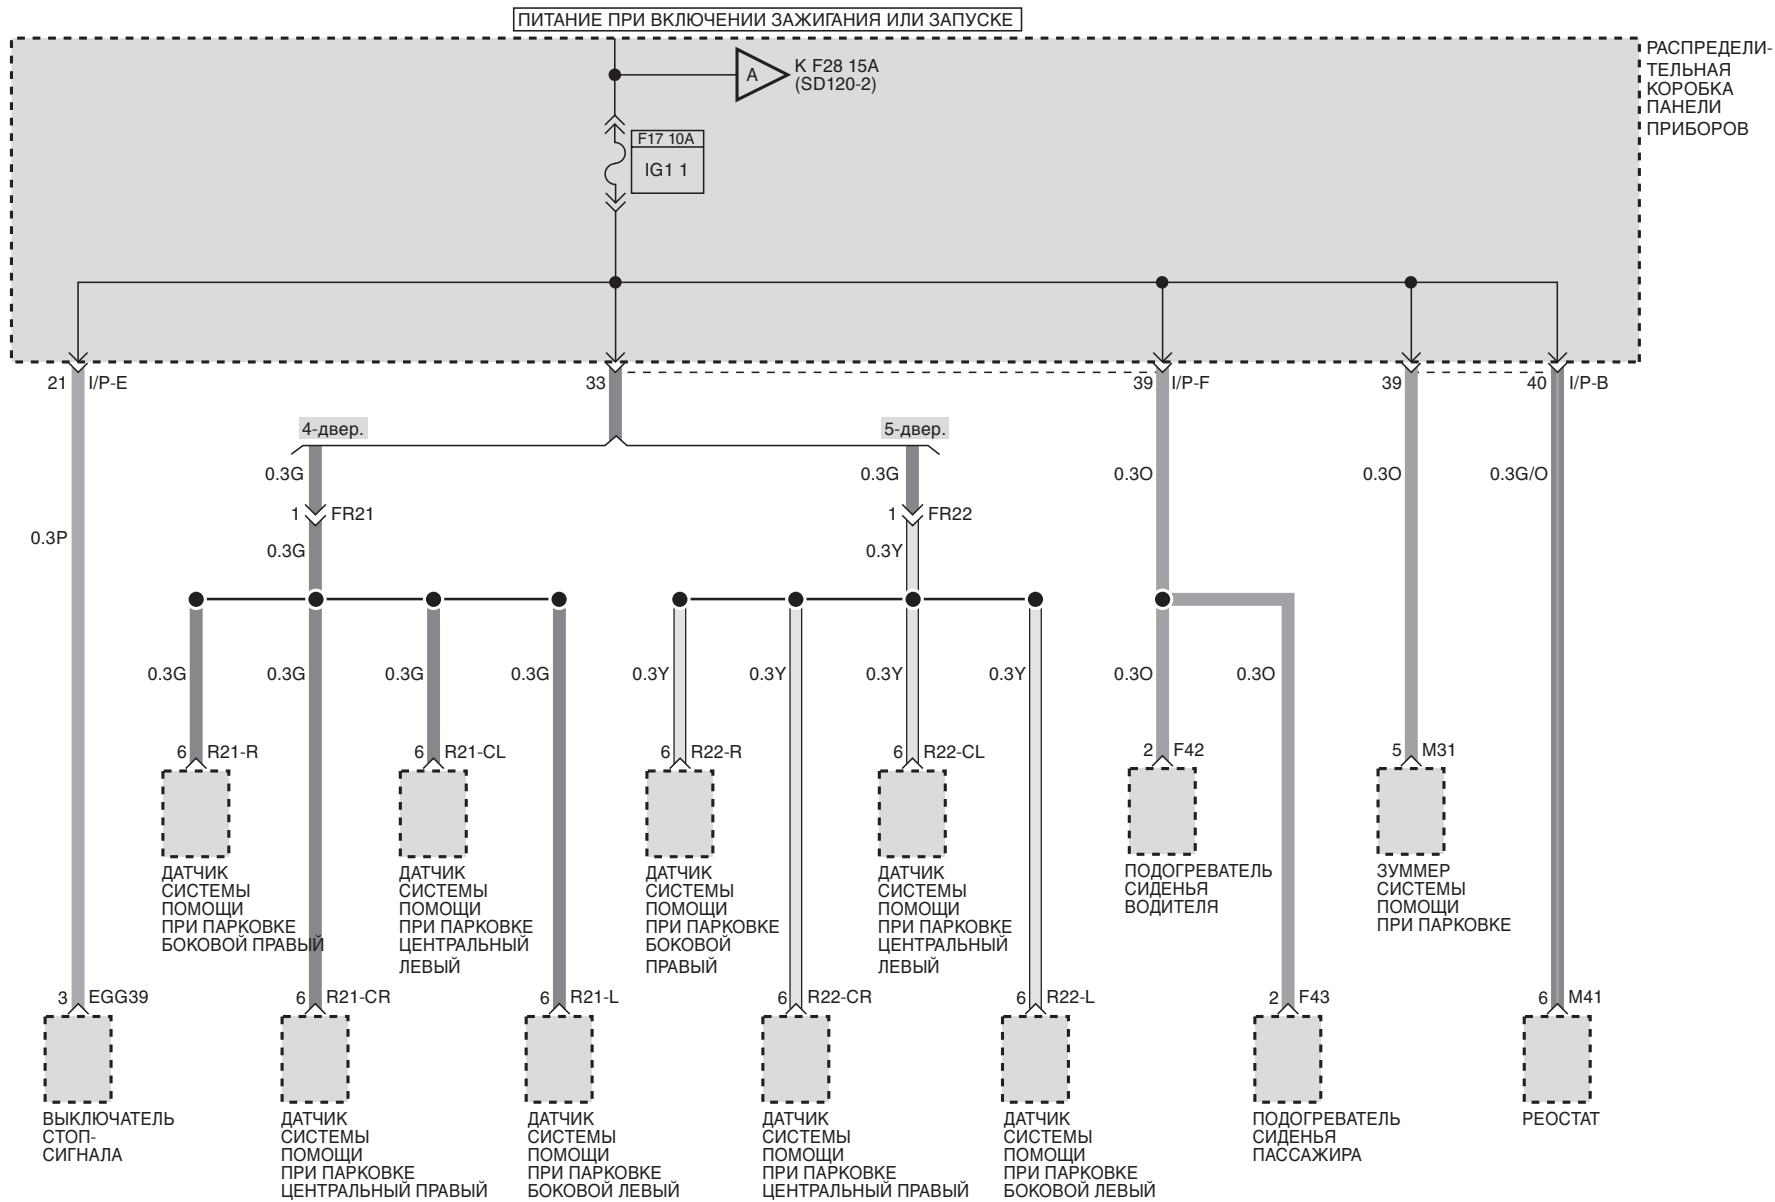 ПИТАНИЕ ПРИ ВКЛЮЧЕНИИ ЗАЖИГАНИЯ ИЛИ ЗАПУСКЕ
РАСПРЕДЕЛИ-
ТЕЛЬНАЯ
КОРОБКА
ПАНЕЛИ
ПРИБОРОВ
A
K F28 15A
(SD120-2)
F17 10A
IG1 1
21 I/P-E
33
39 I/P-F
39
40 I/P-B
4-двер.
5-двер.
0.3G
0.3G
0.3O
0.3O
0.3G/O
1 FR21
1 FR22
0.3P
0.3G
0.3Y
0.3G
0.3G
0.3G
0.3G
0.3Y
0.3Y
0.3Y
0.3Y
0.3O
0.3O
6 R21-R
6 R21-CL
6 R22-R
6 R22-CL
2 F42
5 M31
ДАТЧИК
СИСТЕМЫ
ПОМОЩИ
ПРИ ПАРКОВКЕ
БОКОВОЙ ПРАВЫЙ
ДАТЧИК
СИСТЕМЫ
ПОМОЩИ
ПРИ ПАРКОВКЕ
ЦЕНТРАЛЬНЫЙ
ЛЕВЫЙ
ДАТЧИК
СИСТЕМЫ
ПОМОЩИ
ПРИ ПАРКОВКЕ
БОКОВОЙ
ПРАВЫЙ
ДАТЧИК
СИСТЕМЫ
ПОМОЩИ
ПРИ ПАРКОВКЕ
ЦЕНТРАЛЬНЫЙ
ЛЕВЫЙ
ПОДОГРЕВАТЕЛЬ
СИДЕНЬЯ
ВОДИТЕЛЯ
ЗУММЕР
СИСТЕМЫ
ПОМОЩИ
ПРИ ПАРКОВКЕ
3 EGG39
6 R21-CR
6 R21-L
6 R22-CR
6 R22-L
2 F43
6 M41
ВЫКЛЮЧАТЕЛЬ
СТОП-
СИГНАЛА
ДАТЧИК
СИСТЕМЫ
ПОМОЩИ
ПРИ ПАРКОВКЕ
ЦЕНТРАЛЬНЫЙ ПРАВЫЙ
ДАТЧИК
СИСТЕМЫ
ПОМОЩИ
ПРИ ПАРКОВКЕ
БОКОВОЙ ЛЕВЫЙ
ДАТЧИК
СИСТЕМЫ
ПОМОЩИ
ПРИ ПАРКОВКЕ
ЦЕНТРАЛЬНЫЙ ПРАВЫЙ
ДАТЧИК
СИСТЕМЫ
ПОМОЩИ
ПРИ ПАРКОВКЕ
БОКОВОЙ ЛЕВЫЙ
ПОДОГРЕВАТЕЛЬ
СИДЕНЬЯ
ПАССАЖИРА
РЕОСТАТ